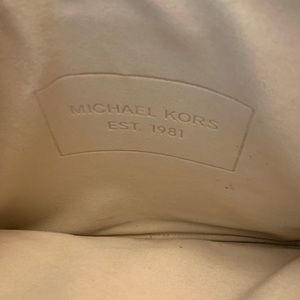 MICHAEL KORS
EST. 1981